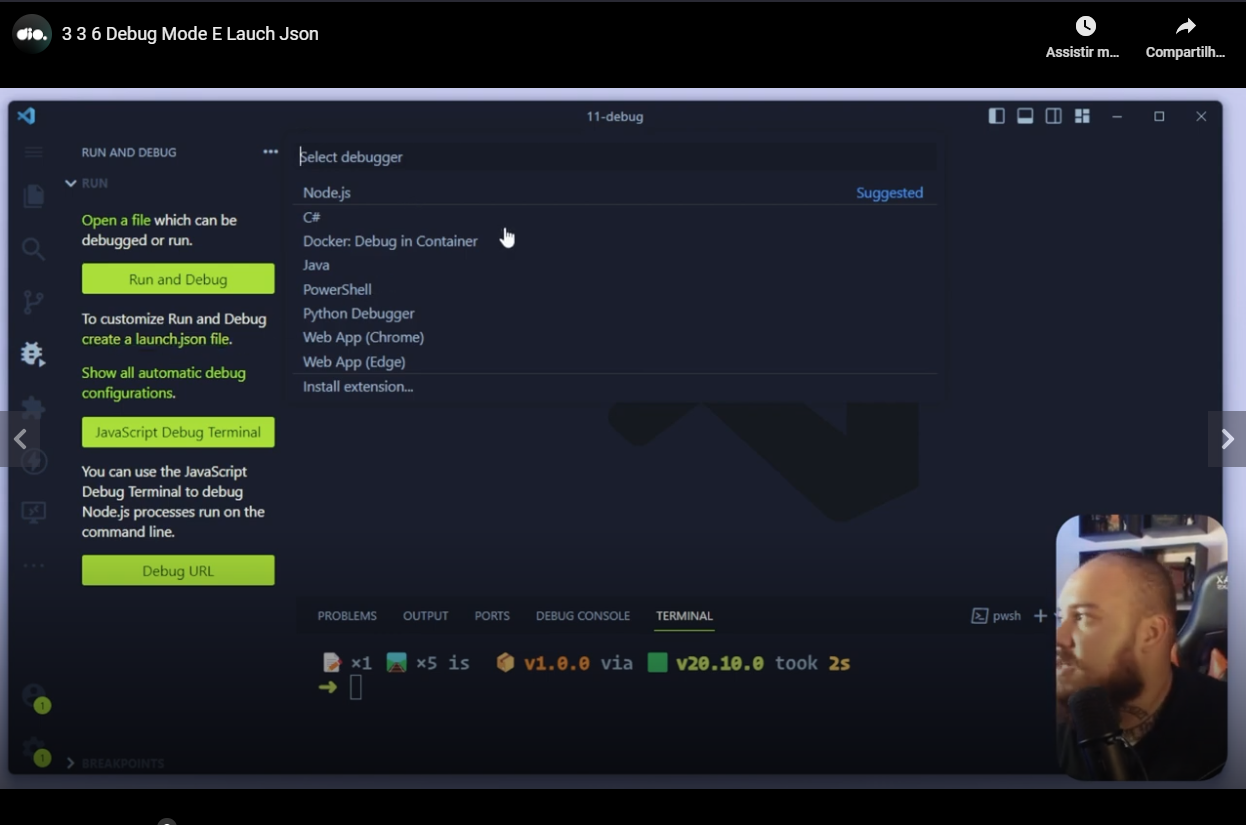 dio. 3 3 6 Debug Mode E Lauch Json
Assistir m...
Compartilh...
11-debug
RUN AND DEBUG
RUN
Open a file which can be
debugged or run.
Run and Debug
To customize Run and Debug
create a launch.json file.
Show all automatic debug
configurations.
JavaScript Debug Terminal
You can use the JavaScript
Debug Terminal to debug
Node.js processes run on the
command line.
Debug URL
1
1
BREAKPOINTS
Select debugger
Node.js Suggested
C#
Docker: Debug in Container
Java
PowerShell
Python Debugger
Web App (Chrome)
Web App (Edge)
Install extension...
PROBLEMS OUTPUT PORTS DEBUG CONSOLE TERMINAL pwsh
×1 ×5 is v1.0.0 via v20.10.0 took 2s